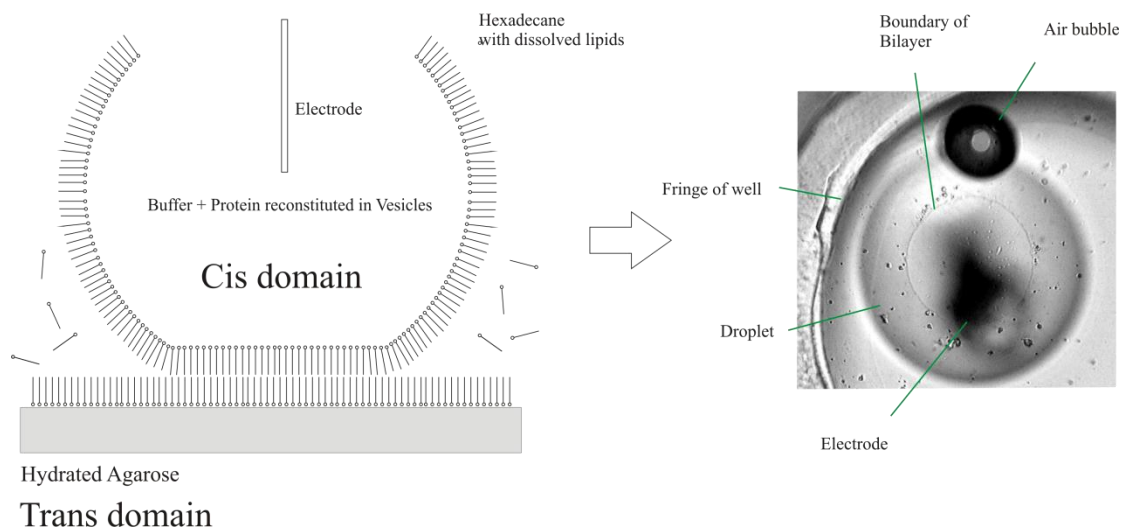 Hexadecane
with dissolved lipids
Electrode
Buffer + Protein reconstituted in Vesicles
Cis domain
Hydrated Agarose
Trans domain
Boundary of
Bilayer
Air bubble
Fringe of well
Droplet
Electrode